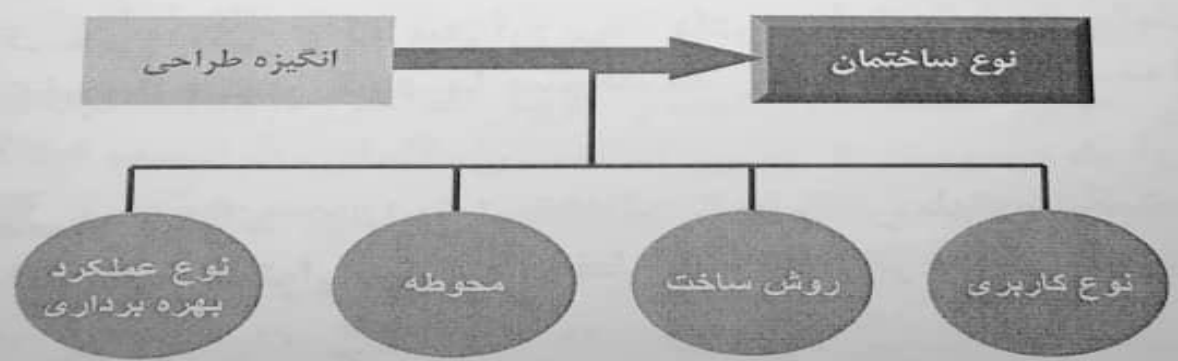 نوع ساختمان
انگیزه طراحی
نوع کاربری
روش ساخت
محوطه
نوع عملکرد
بهره برداری